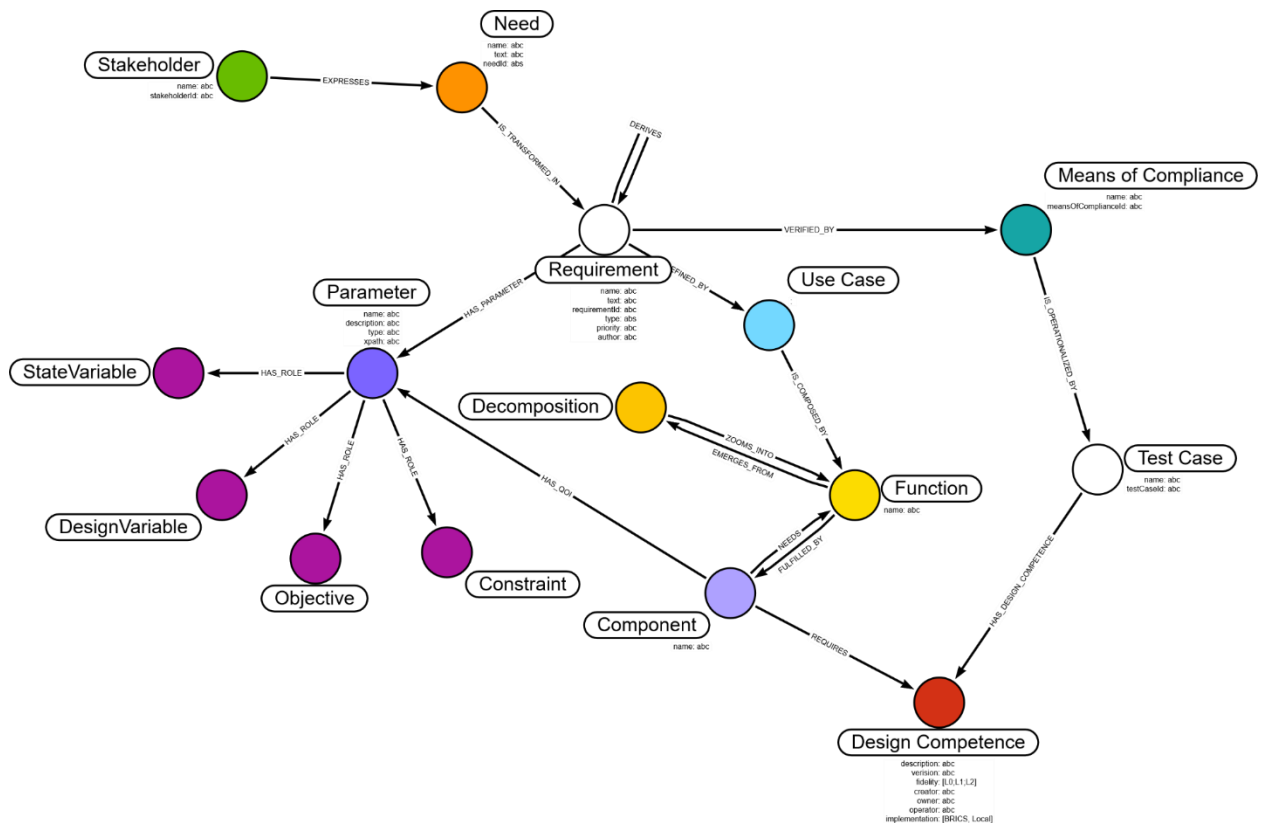 Need
name: abc
text: abc
needId: abs
Stakeholder
name: abc
stakeholderId: abc
EXPRESSES
IS_TRANSFORMED_IN
DERIVES
Means of Compliance
name: abc
meansOfComplianceId: abc
VERIFIED_BY
Requirement
name: abc
text: abc
requirementId: abc
type: abs
priority: abc
author: abc
HAS_PARAMETER
EFINED_BY
Use Case
Parameter
name: abc
description: abc
type: abc
xpath: abc
IS_OPERATIONALIZED_BY
StateVariable
HAS_ROLE
IS_COMPOSED_BY
Decomposition
ZOOMS_INTO
EMERGES_FROM
HAS_ROLE
HAS_ROLE
HAS_ROLE
Test Case
name: abc
testCaseId: abc
HAS_QOI
Function
name: abc
DesignVariable
NEEDS
FULFILLED_BY
Objective
Constraint
HAS_DESIGN_COMPETENCE
Component
name: abc
REQUIRES
Design Competence
description: abc
verision: abc
fidelity: [L0,L1;L2]
creator: abc
owner: abc
operator: abc
implementation: [BRICS, Local]